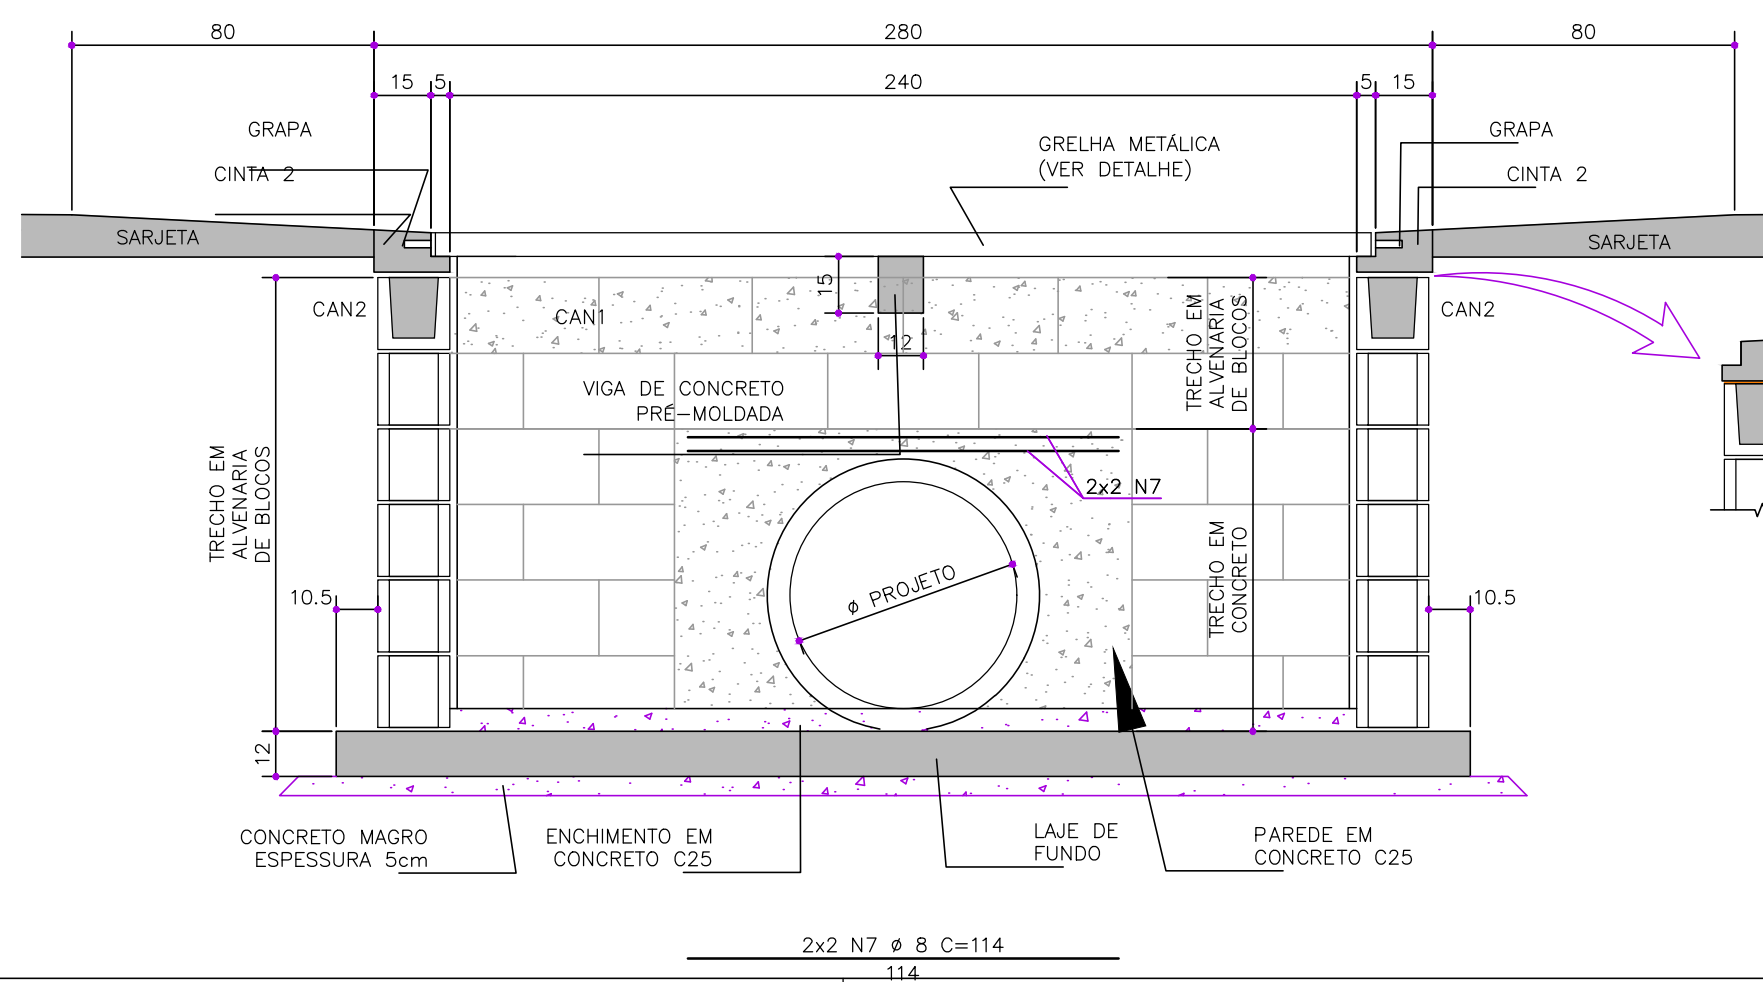 80
280
80
15
5
240
5
15
GRAPA
CINTA 2
GRELHA METÁLICA
(VER DETALHE)
GRAPA
CINTA 2
SARJETA
SARJETA
15
CAN2
CAN1
CAN2
12
TRECHO EM
ALVENARIA
DE BLOCOS
VIGA DE CONCRETO
PRÉ-MOLDADA
TRECHO EM
ALVENARIA
DE BLOCOS
2x2 N7
TRECHO EM
CONCRETO
ø PROJETO
10.5
10.5
12
CONCRETO MAGRO
ESPESSURA 5cm
ENCHIMENTO EM
CONCRETO C25
LAJE DE
FUNDO
PAREDE EM
CONCRETO C25
2x2 N7 ø 8 C=114
114